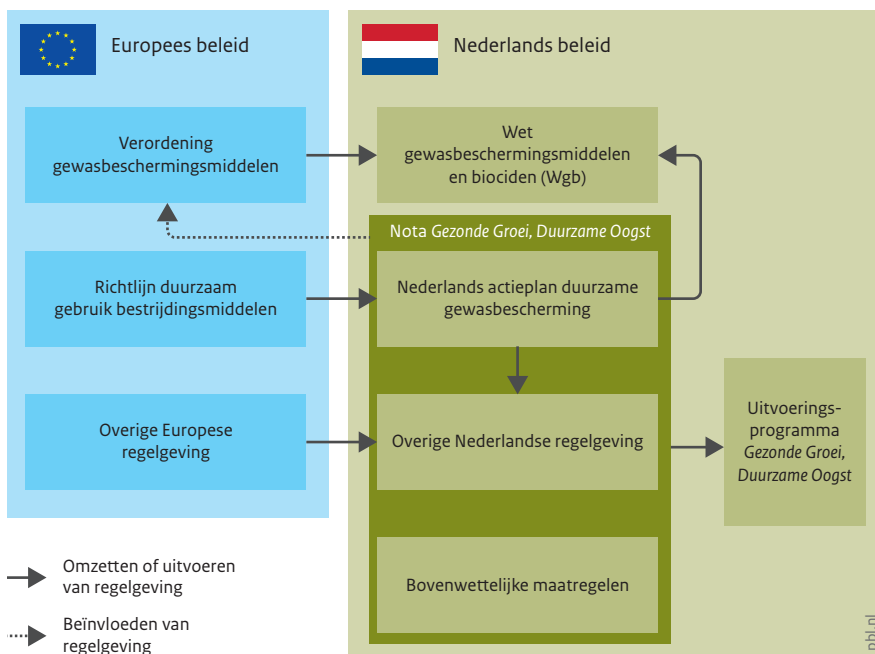 Europees beleid
Nederlands beleid
Verordening
gewasbeschermingsmiddelen
Wet
gewasbeschermingsmiddelen
en biociden (Wgb)
Nota Gezonde Groei, Duurzame Oogst
Richtlijn duurzaam
gebruik bestrijdingsmiddelen
Nederlands actieplan duurzame
gewasbescherming
Overige Europese
regelgeving
Overige Nederlandse regelgeving
Uitvoerings-
programma
Gezonde Groei,
Duurzame Oogst
Bovenwettelijke maatregelen
Omzetten of uitvoeren
van regelgeving
Beïnvloeden van
regelgeving
pbl.nl